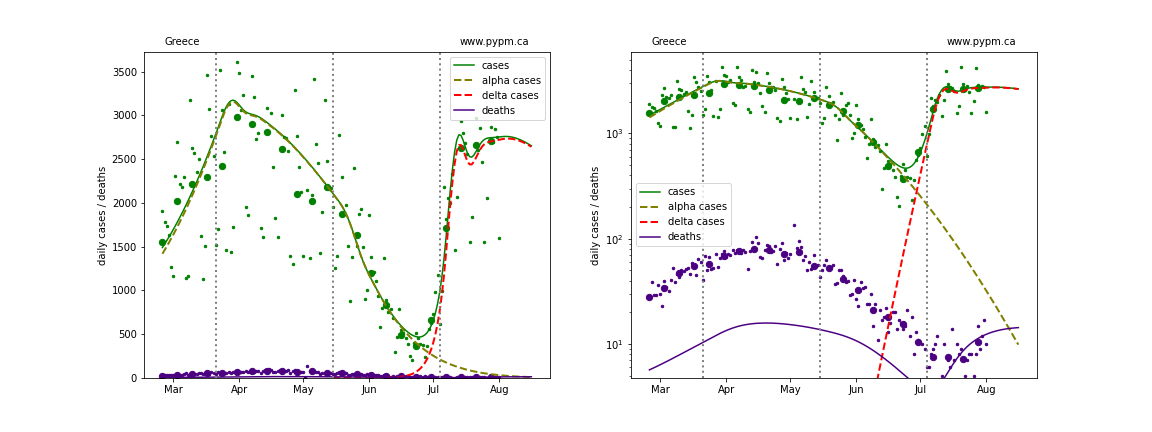 Greece www.pypm.ca
daily cases / deaths
3500
3000
2500
2000
1500
1000
500
0
cases
alpha cases
delta cases
deaths
Mar Apr May Jun Jul Aug
Greece www.pypm.ca
daily cases / deaths
10³
10²
10¹
cases
alpha cases
delta cases
deaths
Mar Apr May Jun Jul Aug